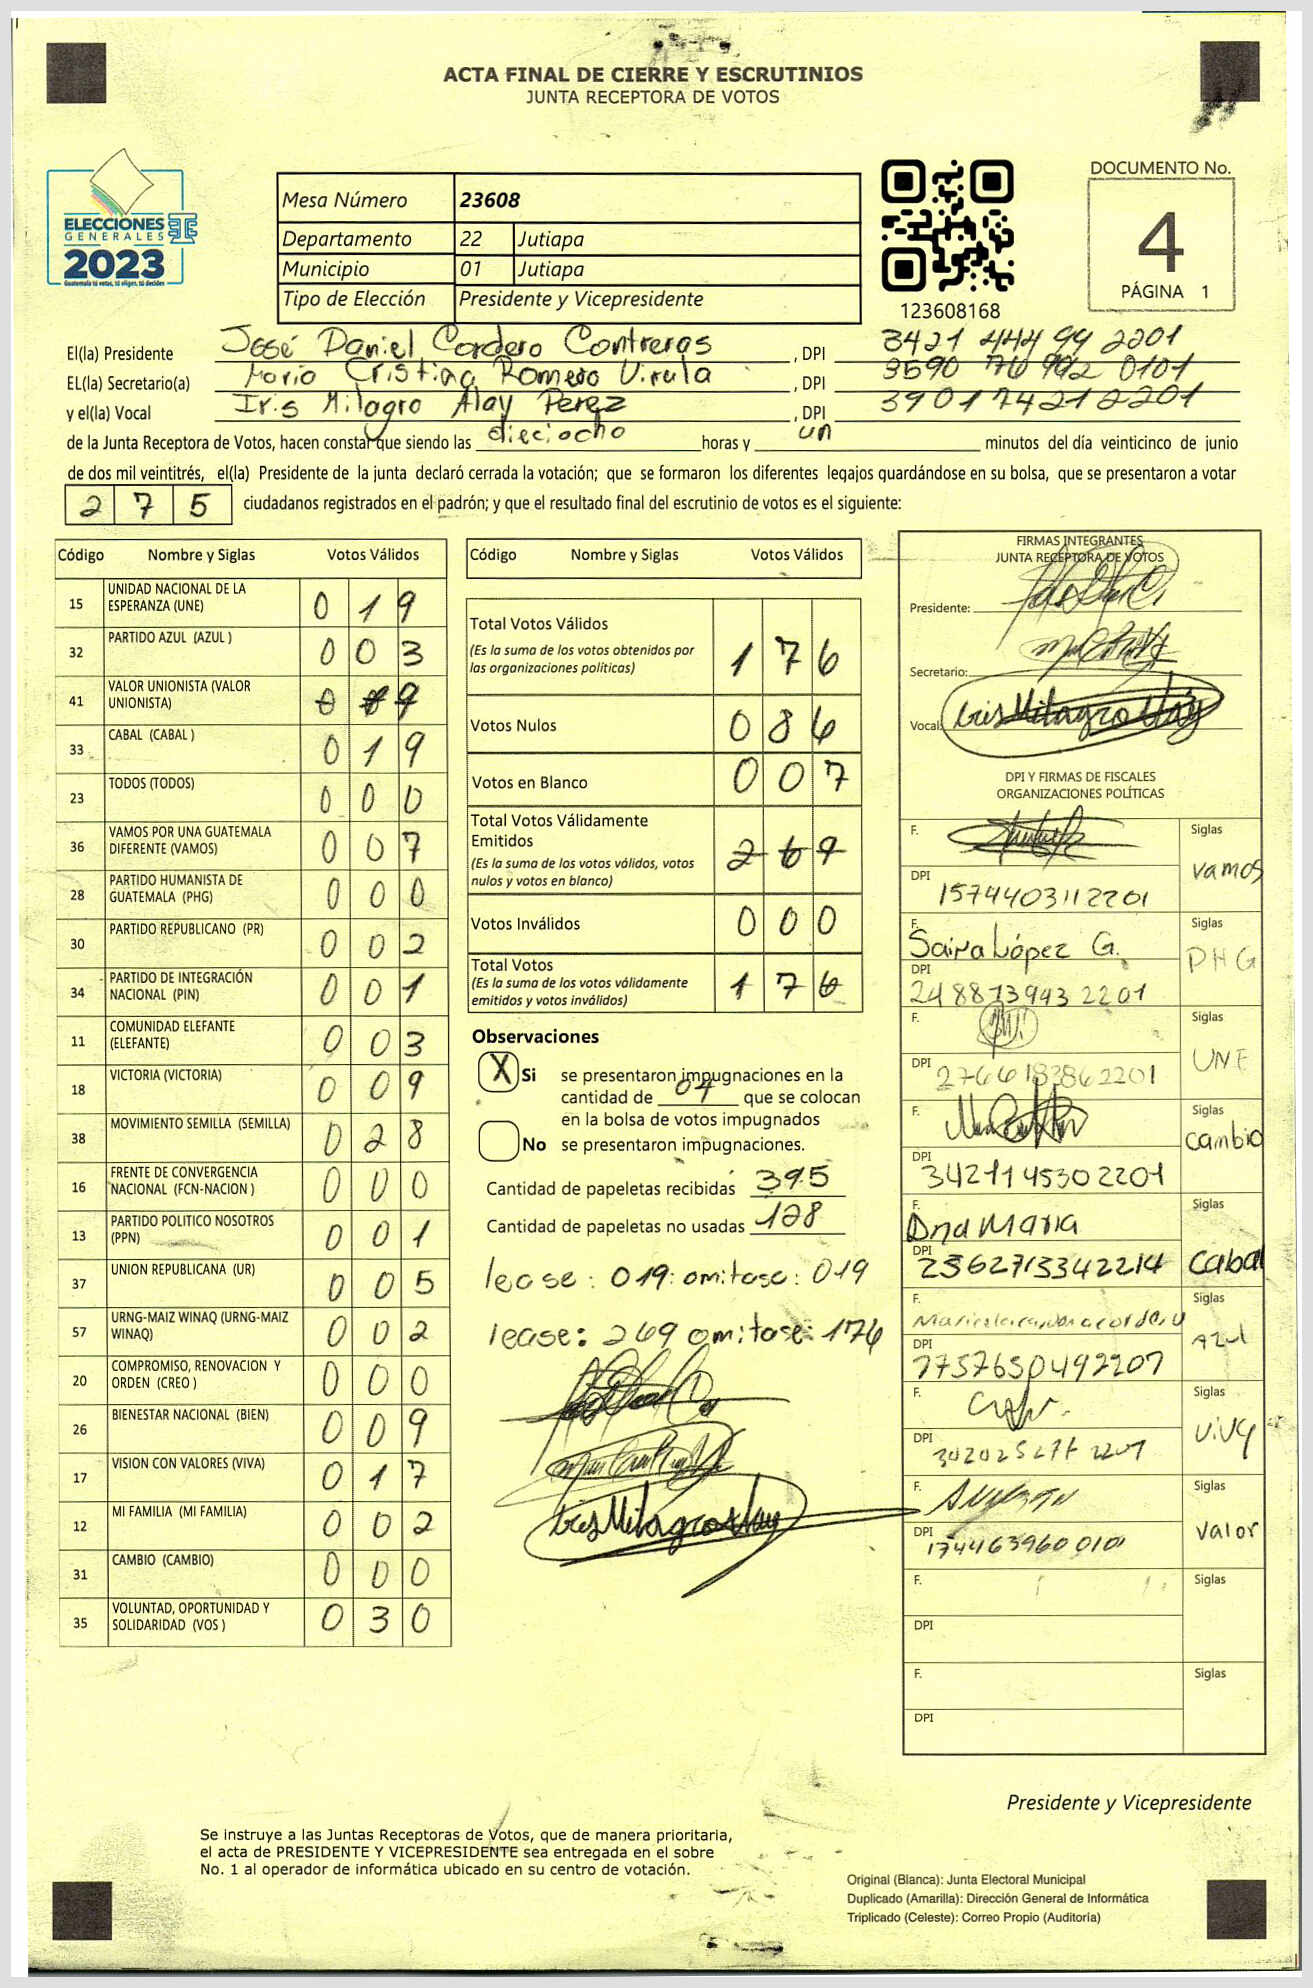 ACTA FINAL DE CIERRE Y ESCRUTINIOS
JUNTA RECEPTORA DE VOTOS
ELECCIONES
GENERALES
2023
Guatemala tú votas, tú eliges, tú decides
Mesa Número 23608
Departamento 22 Jutiapa
Municipio 01 Jutiapa
Tipo de Elección Presidente y Vicepresidente
123608168
DOCUMENTO No.
4
PÁGINA 1
El(la) Presidente José Daniel Cordero Contreras , DPI 3421 444 99 2201
EL(la) Secretario(a) Maria Cristina Romero Virula , DPI 3590 76 992 0101
y el(la) Vocal Iris Milagro Alay Perez , DPI 3901742122201
de la Junta Receptora de Votos, hacen constar que siendo las dieciocho horas y un minutos del día veinticinco de junio
de dos mil veintitrés, el(la) Presidente de la junta declaró cerrada la votación; que se formaron los diferentes legajos quardándose en su bolsa, que se presentaron a votar
2 7 5 ciudadanos registrados en el padrón; y que el resultado final del escrutinio de votos es el siguiente:
Código Nombre y Siglas Votos Válidos
15 UNIDAD NACIONAL DE LA ESPERANZA (UNE) 0 1 9
32 PARTIDO AZUL (AZUL ) 0 0 3
41 VALOR UNIONISTA (VALOR UNIONISTA)
33 CABAL (CABAL ) 0 1 9
23 TODOS (TODOS) 0 0 0
36 VAMOS POR UNA GUATEMALA DIFERENTE (VAMOS) 0 0 7
28 PARTIDO HUMANISTA DE GUATEMALA (PHG) 0 0 0
30 PARTIDO REPUBLICANO (PR) 0 0 2
34 PARTIDO DE INTEGRACIÓN NACIONAL (PIN) 0 0 1
11 COMUNIDAD ELEFANTE (ELEFANTE) 0 0 3
18 VICTORIA (VICTORIA) 0 0 9
38 MOVIMIENTO SEMILLA (SEMILLA) 0 2 8
16 FRENTE DE CONVERGENCIA NACIONAL (FCN-NACION ) 0 0 0
13 PARTIDO POLITICO NOSOTROS (PPN) 0 0 1
37 UNION REPUBLICANA (UR) 0 0 5
57 URNG-MAIZ WINAQ (URNG-MAIZ WINAQ) 0 0 2
20 COMPROMISO, RENOVACION Y ORDEN (CREO ) 0 0 0
26 BIENESTAR NACIONAL (BIEN) 0 0 9
17 VISION CON VALORES (VIVA) 0 1 7
12 MI FAMILIA (MI FAMILIA) 0 0 2
31 CAMBIO (CAMBIO) 0 0 0
35 VOLUNTAD, OPORTUNIDAD Y SOLIDARIDAD (VOS ) 0 3 0
Código Nombre y Siglas Votos Válidos
Total Votos Válidos 1 7 6
(Es la suma de los votos obtenidos por
las organizaciones políticas)
Votos Nulos 0 8 6
Votos en Blanco 0 0 7
Total Votos Válidamente
Emitidos 2 6 9
(Es la suma de los votos válidos, votos
nulos y votos en blanco)
Votos Inválidos 0 0 0
Total Votos 1 7 6
(Es la suma de los votos válidamente
emitidos y votos inválidos)
Observaciones
X Si se presentaron impugnaciones en la
cantidad de 04 que se colocan
en la bolsa de votos impugnados
No se presentaron impugnaciones.
Cantidad de papeletas recibidas 395
Cantidad de papeletas no usadas 128
lease : 019: omitase : 019
lease: 269 omitase: 176
Iris Milagro Alay
FIRMAS INTEGRANTES
JUNTA RECEPTORA DE VOTOS
Presidente:
Secretario:
Vocal: Iris Milagro Alay
DPI Y FIRMAS DE FISCALES
ORGANIZACIONES POLÍTICAS
F. Siglas
DPI 1574403112201 vamos
F. Saira López G. Siglas
DPI 2488739432201 PHG
F. Siglas
DPI 2766183862201 UNE
F. Siglas
DPI 3421145302201 cambio
F. Ana Maria Siglas
DPI 2362713342214 Cabal
F. Siglas
DPI 7757650492207 Azul
F. Siglas
DPI
F. Siglas
DPI 1744639600101 valor
F. Siglas
DPI
F. Siglas
DPI
Presidente y Vicepresidente
Se instruye a las Juntas Receptoras de Votos, que de manera prioritaria,
el acta de PRESIDENTE Y VICEPRESIDENTE sea entregada en el sobre
No. 1 al operador de informática ubicado en su centro de votación.
Original (Blanca): Junta Electoral Municipal
Duplicado (Amarilla): Dirección General de Informática
Triplicado (Celeste): Correo Propio (Auditoría)